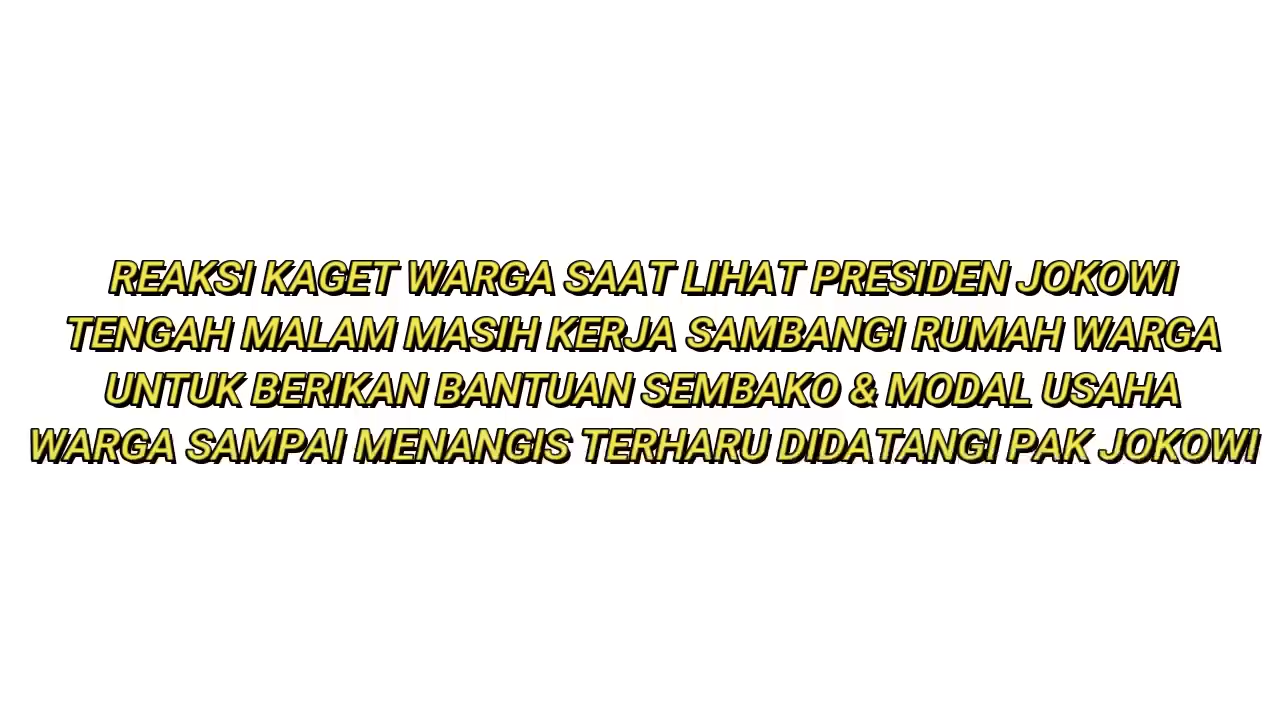 REAKSI KAGET WARGA SAAT LIHAT PRESIDEN JOKOWI
TENGAH MALAM MASIH KERJA SAMBANGI RUMAH WARGA
UNTUK BERIKAN BANTUAN SEMBAKO & MODAL USAHA
WARGA SAMPAI MENANGIS TERHARU DIDATANGI PAK JOKOWI